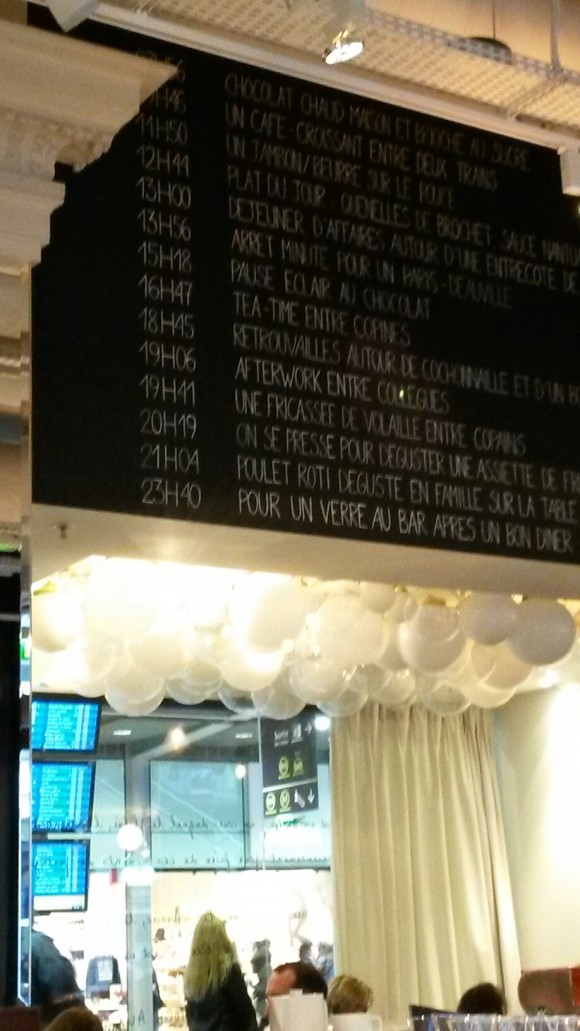 H46 CHOCOLAT CHAUD MAISON ET BRIOCHE AU SUCRE
11H50 UN CAFE-CROISSANT ENTRE DEUX TRAINS
12H41 UN JAMBON/BEURRE SUR LE POUCE
13H00 PLAT DU JOUR: QUENELLES DE BROCHET, SAUCE NANTUA
13H56 DEJEUNER D'AFFAIRES AUTOUR D'UNE ENTRECOTE DE
15H18 ARRET MINUTE POUR UN PARIS-DEAUVILLE
16H47 PAUSE ECLAIR AU CHOCOLAT
18H45 TEA-TIME ENTRE COPINES
19H06 RETROUVAILLES AUTOUR DE COCHONNAILLE ET D'UN
19H41 AFTERWORK ENTRE COLLEGUES
20H19 UNE FRICASSEE DE VOLAILLE ENTRE COPAINS
21H04 ON SE PRESSE POUR DEGUSTER UNE ASSIETTE DE
23H40 POULET ROTI DEGUSTE EN FAMILLE SUR LA TABLE
POUR UN VERRE AU BAR APRES UN BON DINER
Sortie